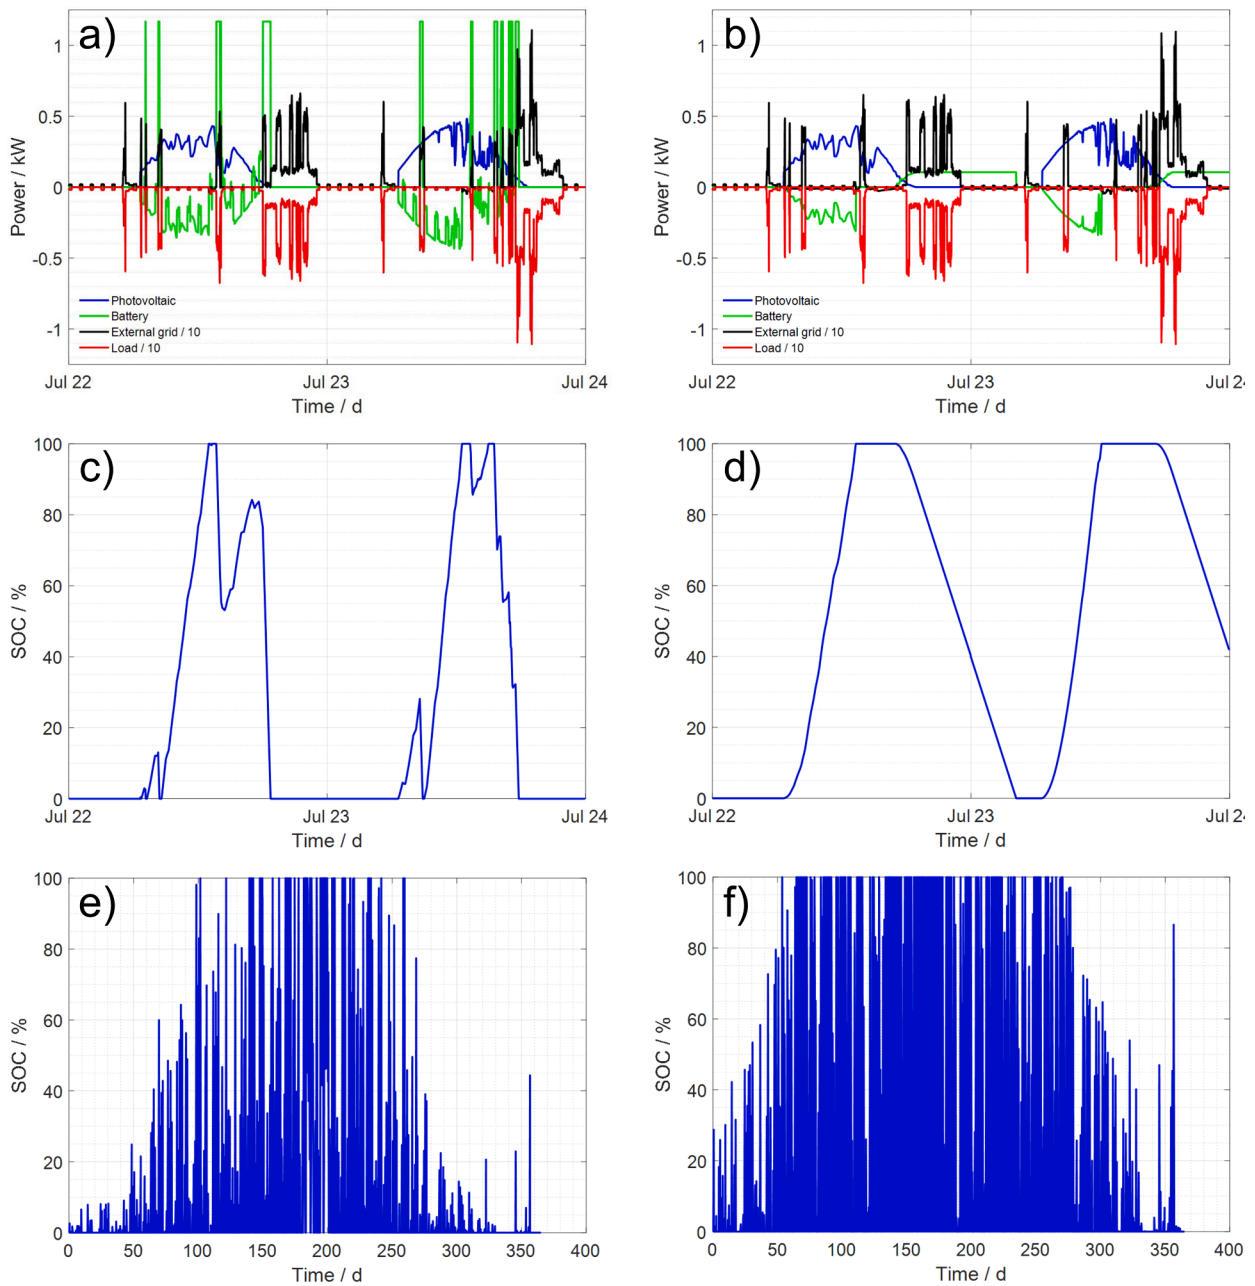 a)
1
0.5
0
-0.5
-1
Power / kW
Photovoltaic
Battery
External grid / 10
Load / 10
Jul 22
Jul 23
Jul 24
Time / d
b)
1
0.5
0
-0.5
-1
Power / kW
Photovoltaic
Battery
External grid / 10
Load / 10
Jul 22
Jul 23
Jul 24
Time / d
c)
100
80
60
40
20
0
SOC / %
Jul 22
Jul 23
Jul 24
Time / d
d)
100
80
60
40
20
0
SOC / %
Jul 22
Jul 23
Jul 24
Time / d
e)
100
80
60
40
20
0
SOC / %
0 50 100 150 200 250 300 350 400
Time / d
f)
100
80
60
40
20
0
SOC / %
0 50 100 150 200 250 300 350 400
Time / d